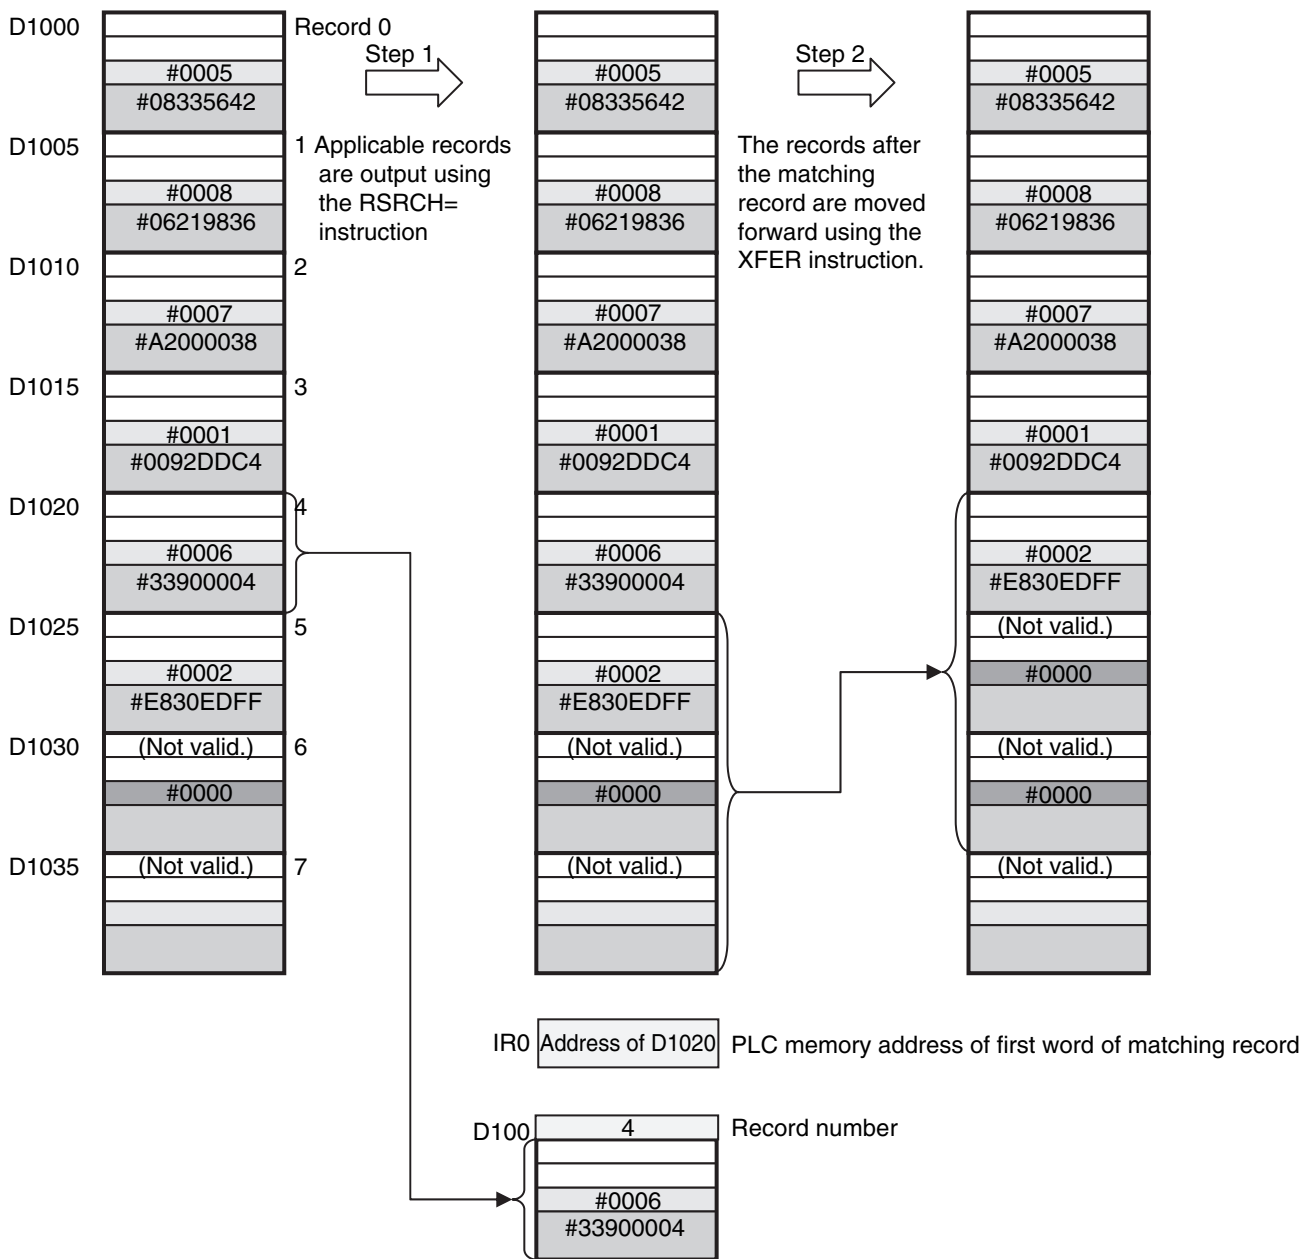 D1000
Record 0
Step 1
Step 2
#0005
#08335642
#0005
#08335642
#0005
#08335642
D1005
1 Applicable records
are output using
the RSRCH=
instruction
The records after
the matching
record are moved
forward using the
XFER instruction.
#0008
#06219836
#0008
#06219836
#0008
#06219836
D1010
2
#0007
#A2000038
#0007
#A2000038
#0007
#A2000038
D1015
3
#0001
#0092DDC4
#0001
#0092DDC4
#0001
#0092DDC4
D1020
4
#0006
#33900004
#0006
#33900004
#0002
#E830EDFF
D1025
5
(Not valid.)
#0002
#E830EDFF
#0002
#E830EDFF
#0000
D1030
(Not valid.)
6
(Not valid.)
(Not valid.)
#0000
#0000
#0000
D1035
(Not valid.)
7
(Not valid.)
(Not valid.)
IR0
Address of D1020
PLC memory address of first word of matching record
D100
4
Record number
#0006
#33900004